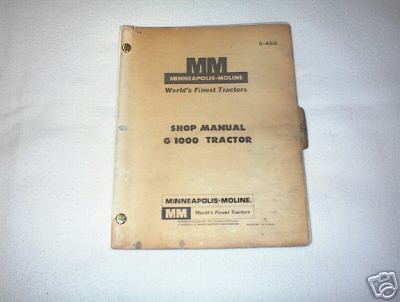 S-460
MM
MINNEAPOLIS-MOLINE
World's Finest Tractors
SHOP MANUAL
G 1000 TRACTOR
MINNEAPOLIS-MOLINE.
MM World's Finest Tractors